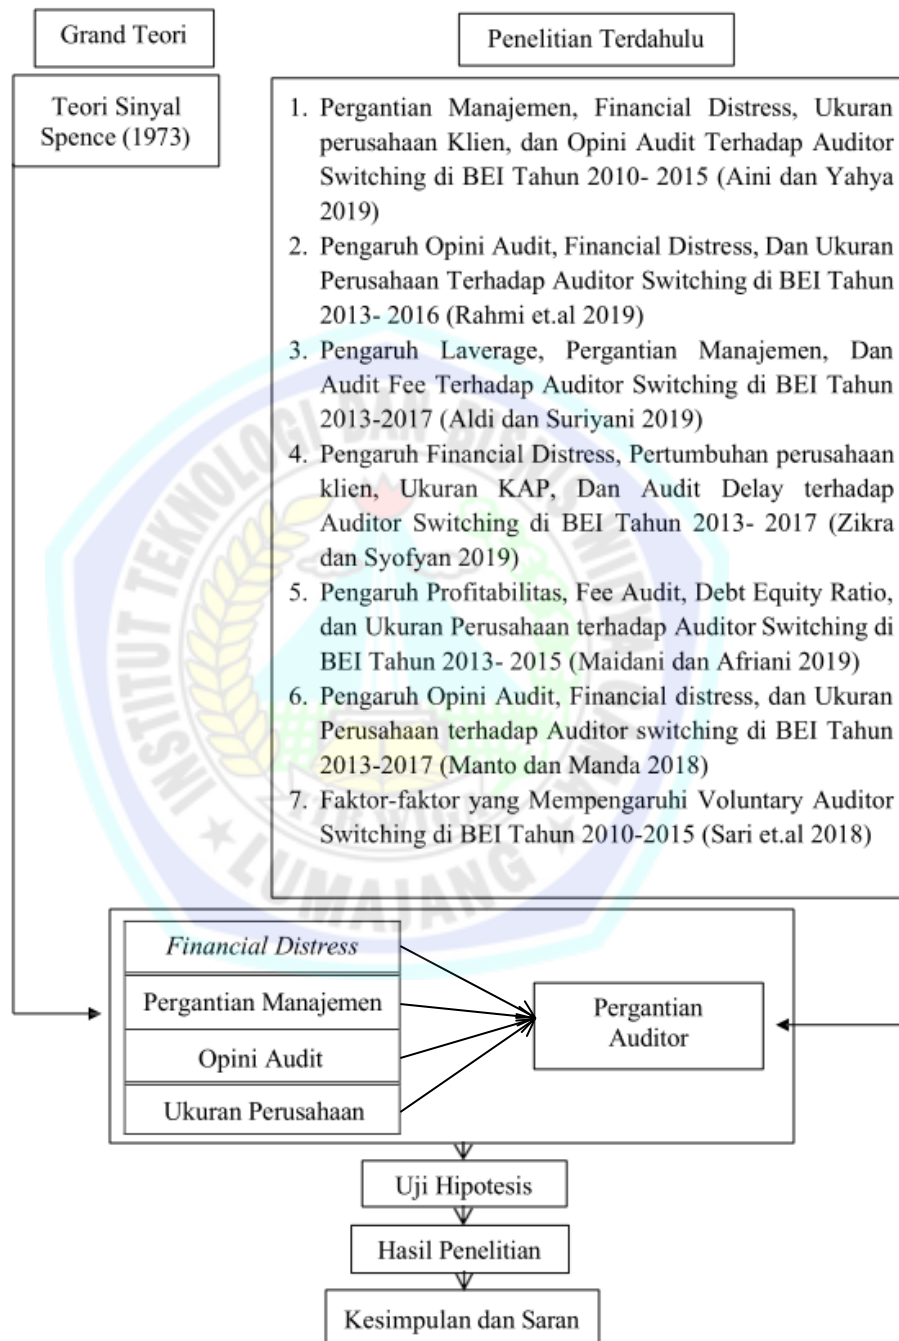 Grand Teori
Penelitian Terdahulu
Teori Sinyal
Spence (1973)
1. Pergantian Manajemen, Financial Distress, Ukuran
perusahaan Klien, dan Opini Audit Terhadap Auditor
Switching di BEI Tahun 2010- 2015 (Aini dan Yahya
2019)
2. Pengaruh Opini Audit, Financial Distress, Dan Ukuran
Perusahaan Terhadap Auditor Switching di BEI Tahun
2013- 2016 (Rahmi et.al 2019)
3. Pengaruh Laverage, Pergantian Manajemen, Dan
Audit Fee Terhadap Auditor Switching di BEI Tahun
2013-2017 (Aldi dan Suriyani 2019)
4. Pengaruh Financial Distress, Pertumbuhan perusahaan
klien, Ukuran KAP, Dan Audit Delay terhadap
Auditor Switching di BEI Tahun 2013- 2017 (Zikra
dan Syofyan 2019)
5. Pengaruh Profitabilitas, Fee Audit, Debt Equity Ratio,
dan Ukuran Perusahaan terhadap Auditor Switching di
BEI Tahun 2013- 2015 (Maidani dan Afriani 2019)
6. Pengaruh Opini Audit, Financial distress, dan Ukuran
Perusahaan terhadap Auditor switching di BEI Tahun
2013-2017 (Manto dan Manda 2018)
7. Faktor-faktor yang Mempengaruhi Voluntary Auditor
Switching di BEI Tahun 2010-2015 (Sari et.al 2018)
INSTITUT TEKNOLOGI DAN BISNIS WIDYA GAMA
LUMAJANG
Financial Distress
Pergantian Manajemen
Opini Audit
Ukuran Perusahaan
Pergantian
Auditor
Uji Hipotesis
Hasil Penelitian
Kesimpulan dan Saran